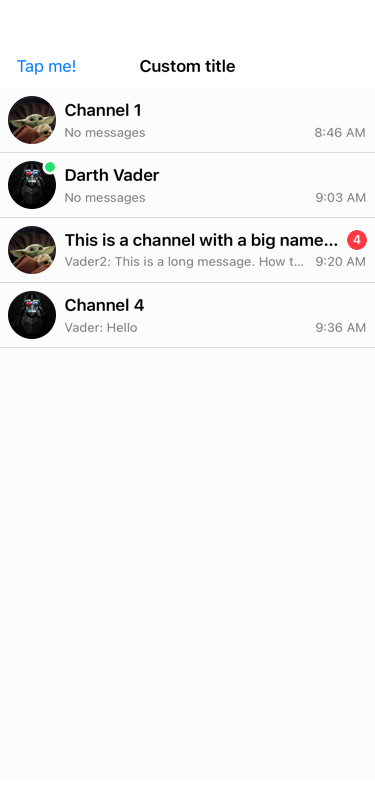 Tap me!
Custom title
Channel 1
No messages
8:46 AM
Darth Vader
No messages
9:03 AM
This is a channel with a big name...
4
Vader2: This is a long message. How t...
9:20 AM
Channel 4
Vader: Hello
9:36 AM